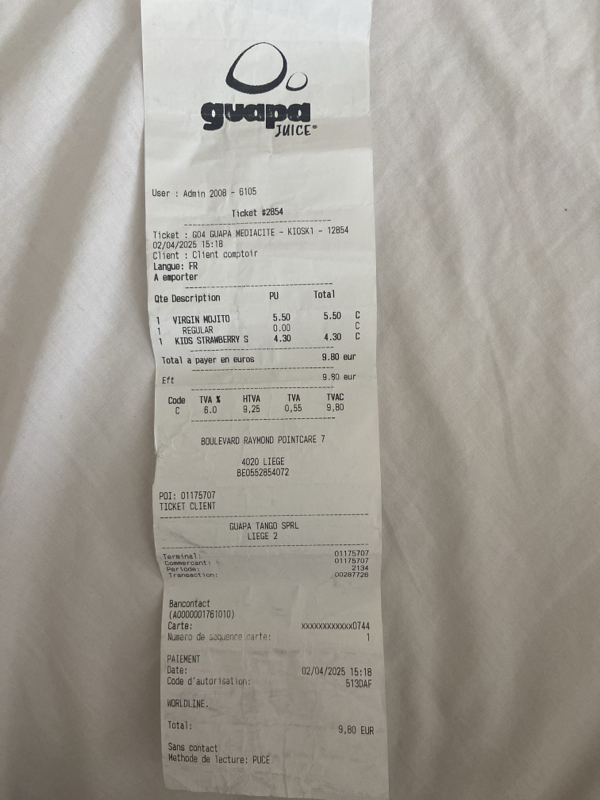 guapa
JUICE®
User : Admin 2008 - 6105
Ticket #2854
Ticket : G04 GUAPA MEDIACITE - KIOSK1 - 12854
02/04/2025 15:18
Client : Client comptoir
Langue: FR
A emporter
Qte Description PU Total
1 VIRGIN MOJITO 5.50 5.50 C
1 REGULAR 0.00 C
1 KIDS STRAWBERRY S 4.30 4.30 C
Total a payer en euros 9.80 eur
Eft 9.80 eur
Code TVA % HTVA TVA TVAC
C 6.0 9,25 0,55 9,80
BOULEVARD RAYMOND POINTCARE 7
4020 LIEGE
BE0552854072
POI: 01175707
TICKET CLIENT
GUAPA TANGO SPRL
LIEGE 2
Terminal: 01175707
Commercant: 01175707
Periode: 2134
Transaction: 00287728
Bancontact
(A0000001761010)
Carte: xxxxxxxxxxxxx0744
Numero de sequence carte: 1
PAIEMENT
Date: 02/04/2025 15:18
Code d'autorisation: 513DAF
WORLDLINE.
Total: 9,80 EUR
Sans contact
Methode de lecture: PUCE